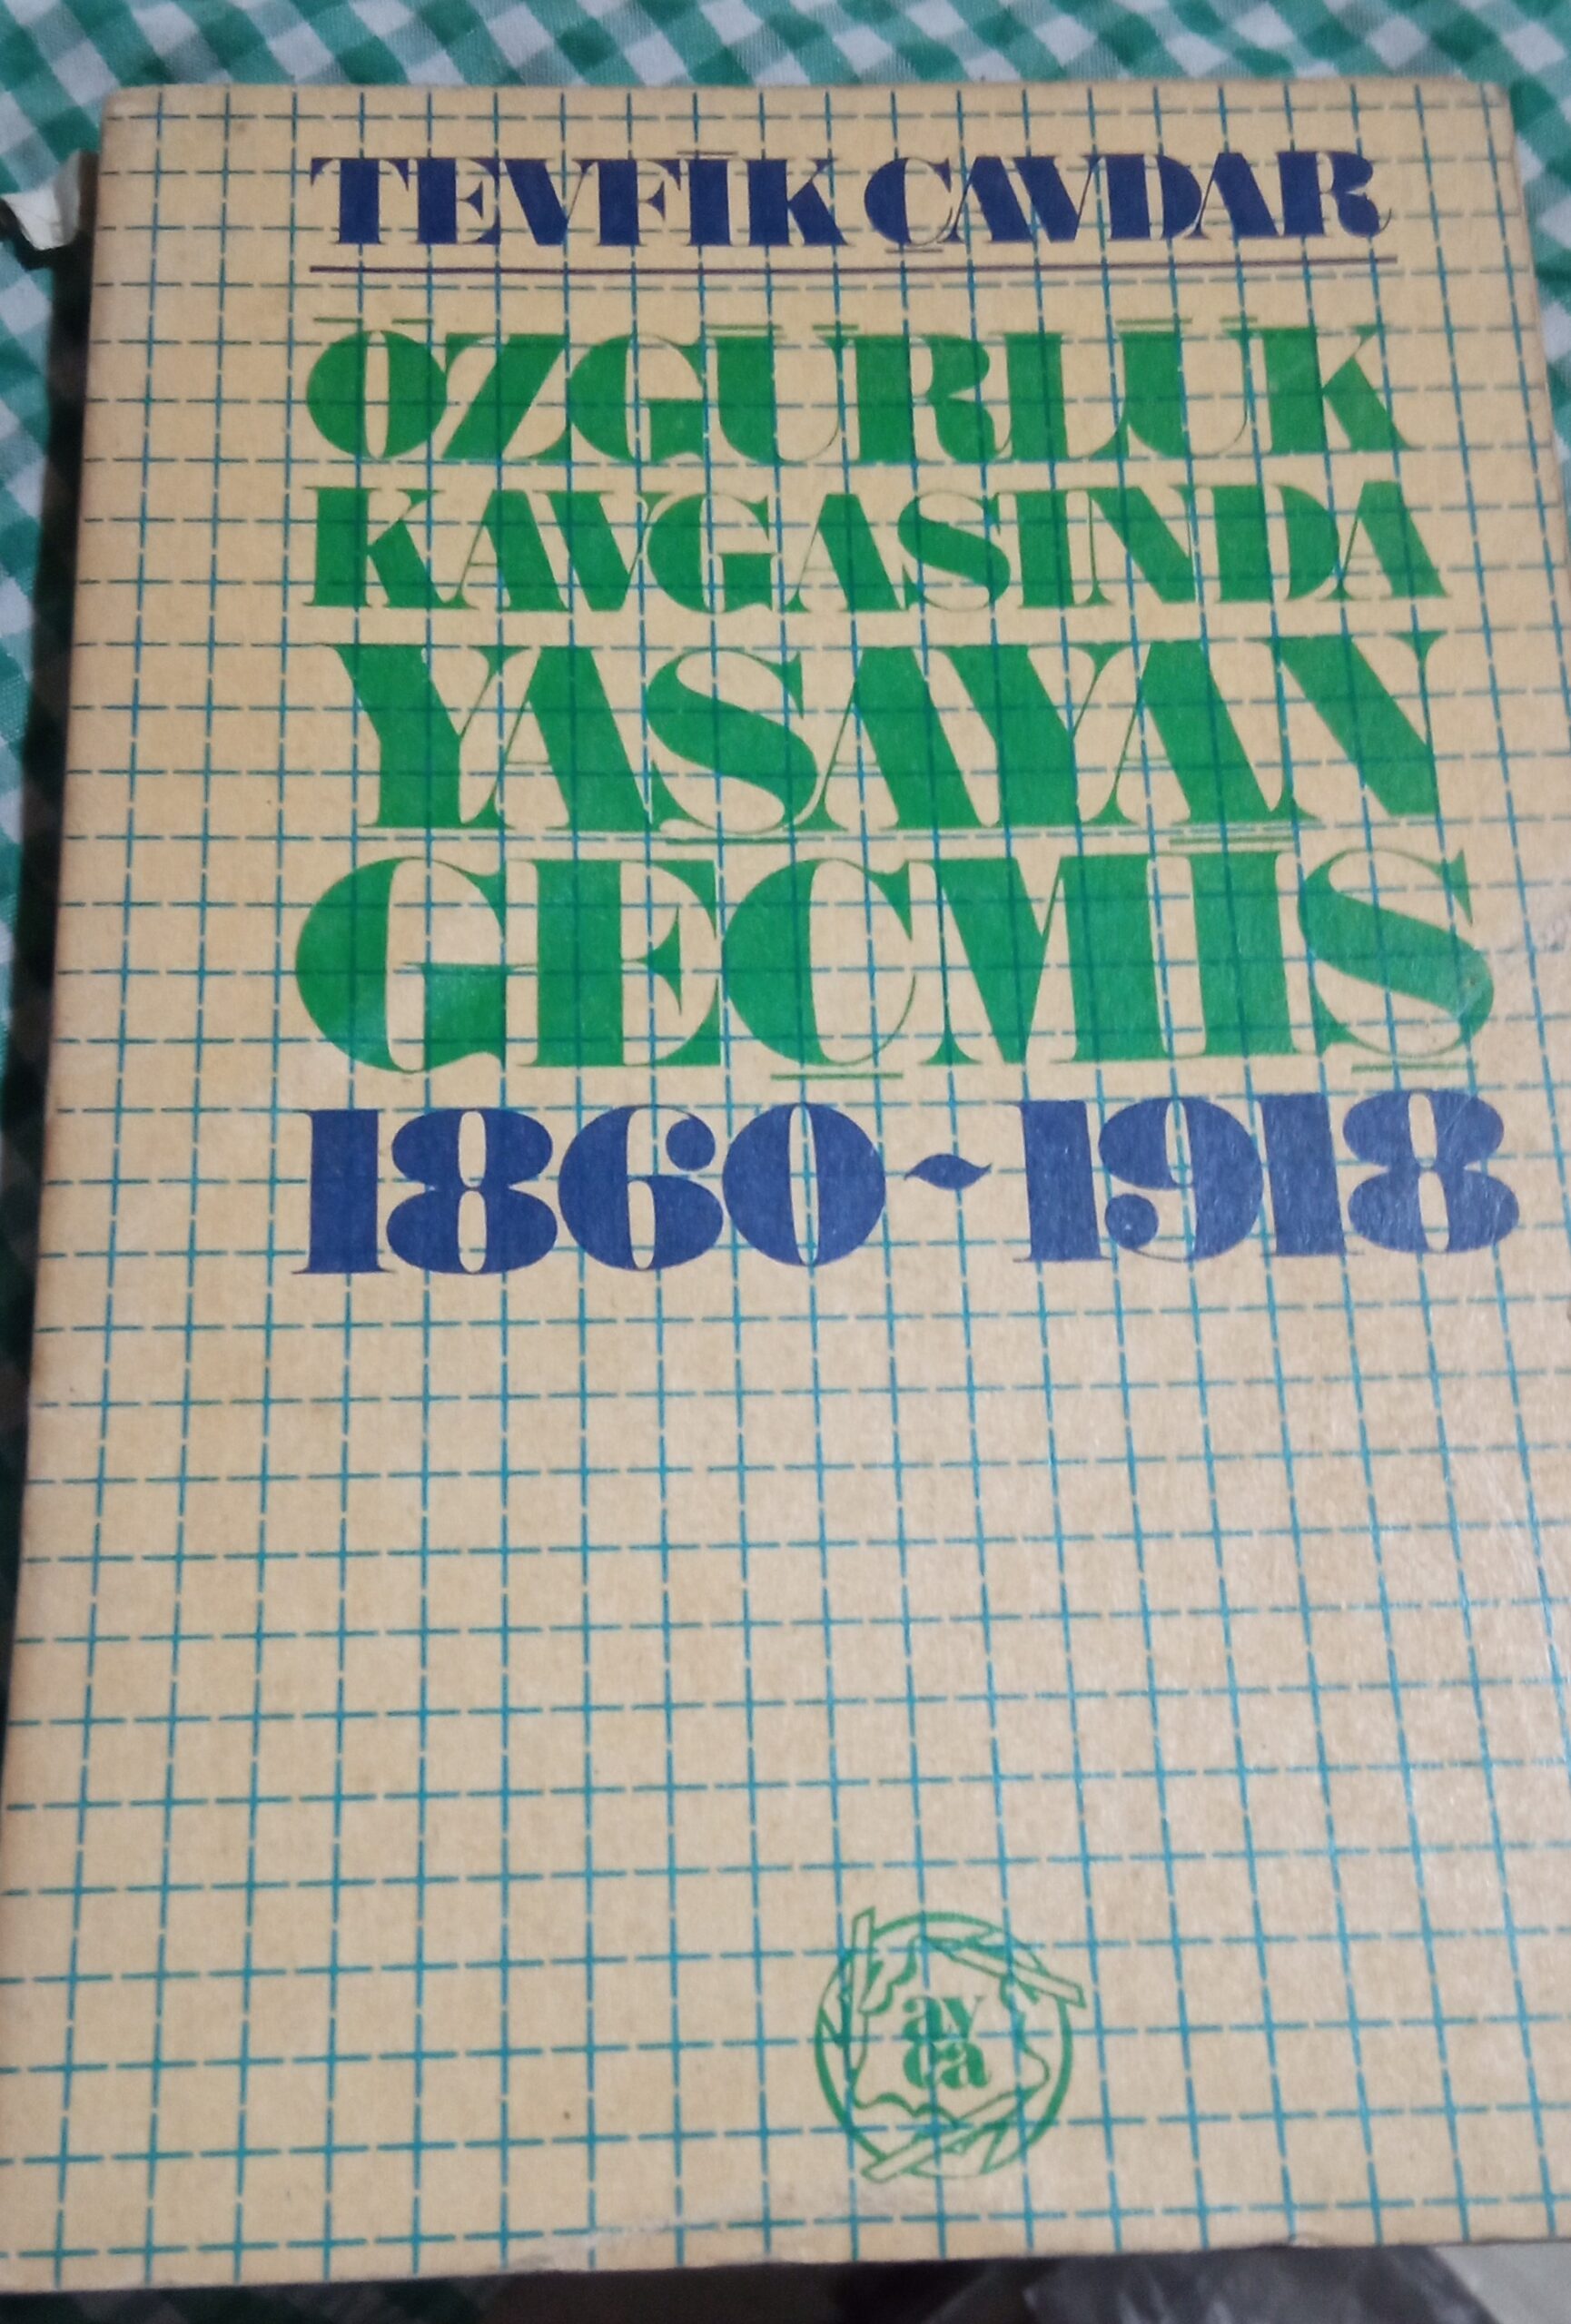 TEVFİK ÇAVDAR
ÖZGÜRLÜK
KAVGASINDA
YAŞAYAN
GEÇMİŞ
1860~1918
ay
ça